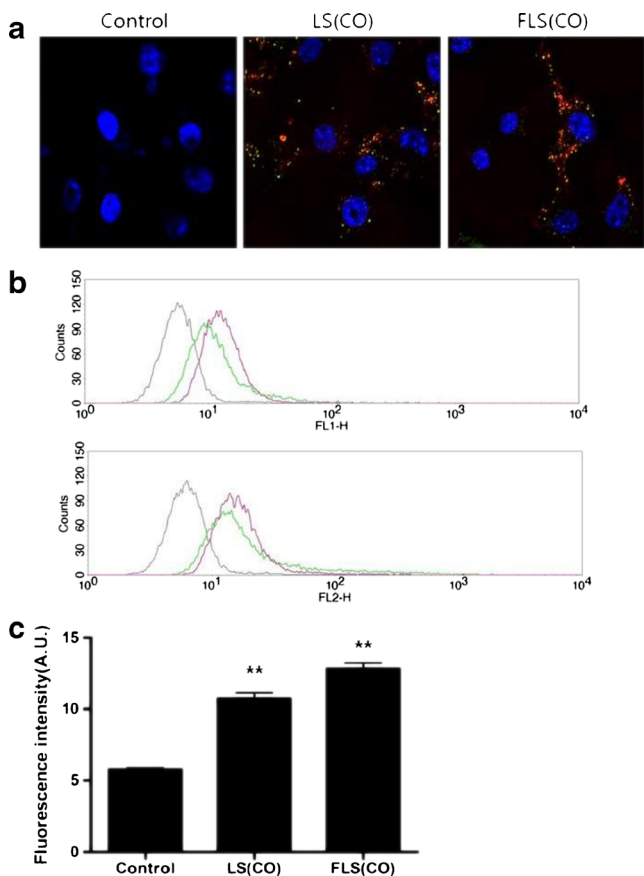 a
Control LS(CO) FLS(CO)
b
Counts
150
120
90
60
30
0
10⁰ 10¹ 10² 10³ 10⁴
FL1-H
Counts
150
120
90
60
30
0
10⁰ 10¹ 10² 10³ 10⁴
FL2-H
c
Fluorescence intensity(A.U.)
15
10
5
0
** **
Control LS(CO) FLS(CO)